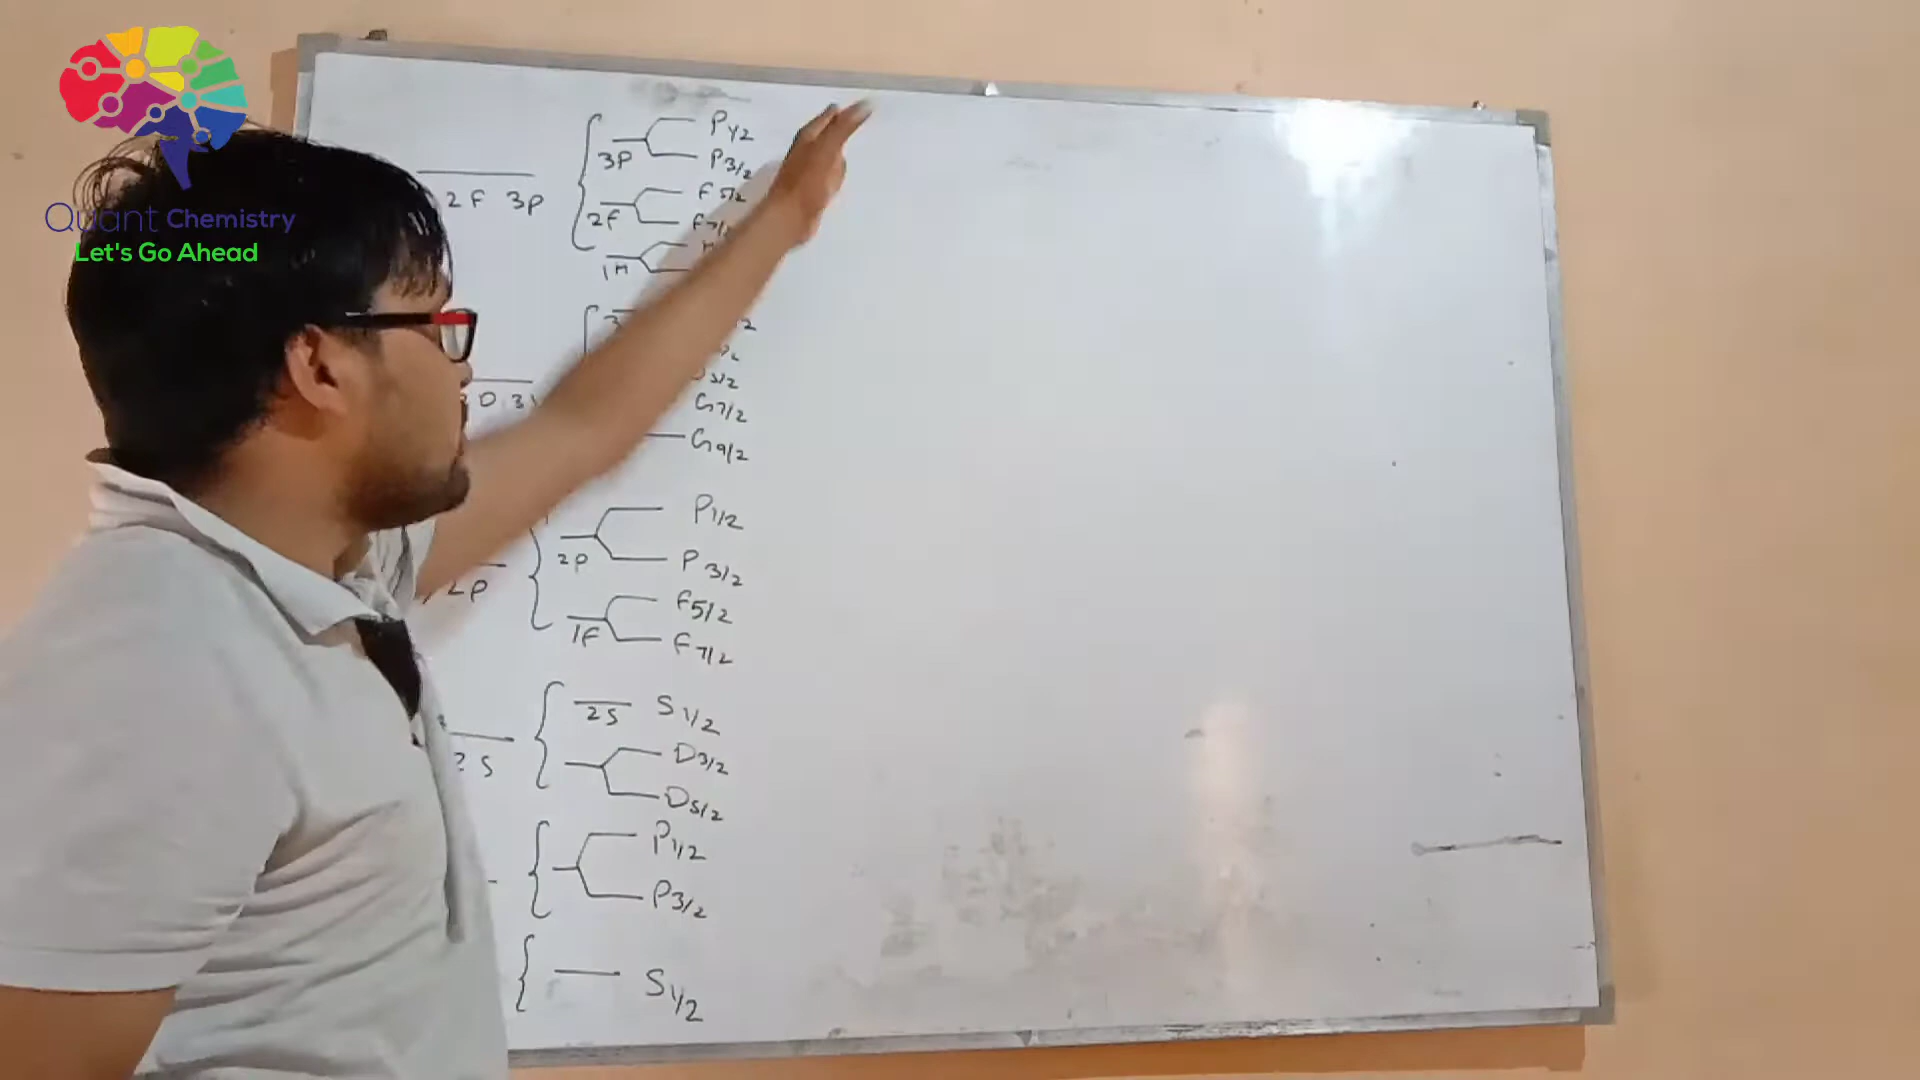 Quant Chemistry
Let's Go Ahead
2F 3P
3P
P1/2
P3/2
2F
F5/2
F7/2
1H
G7/2
G9/2
2P
2P
P1/2
P3/2
1F
F5/2
F7/2
2S
2S
S1/2
D3/2
D5/2
P1/2
P3/2
S1/2